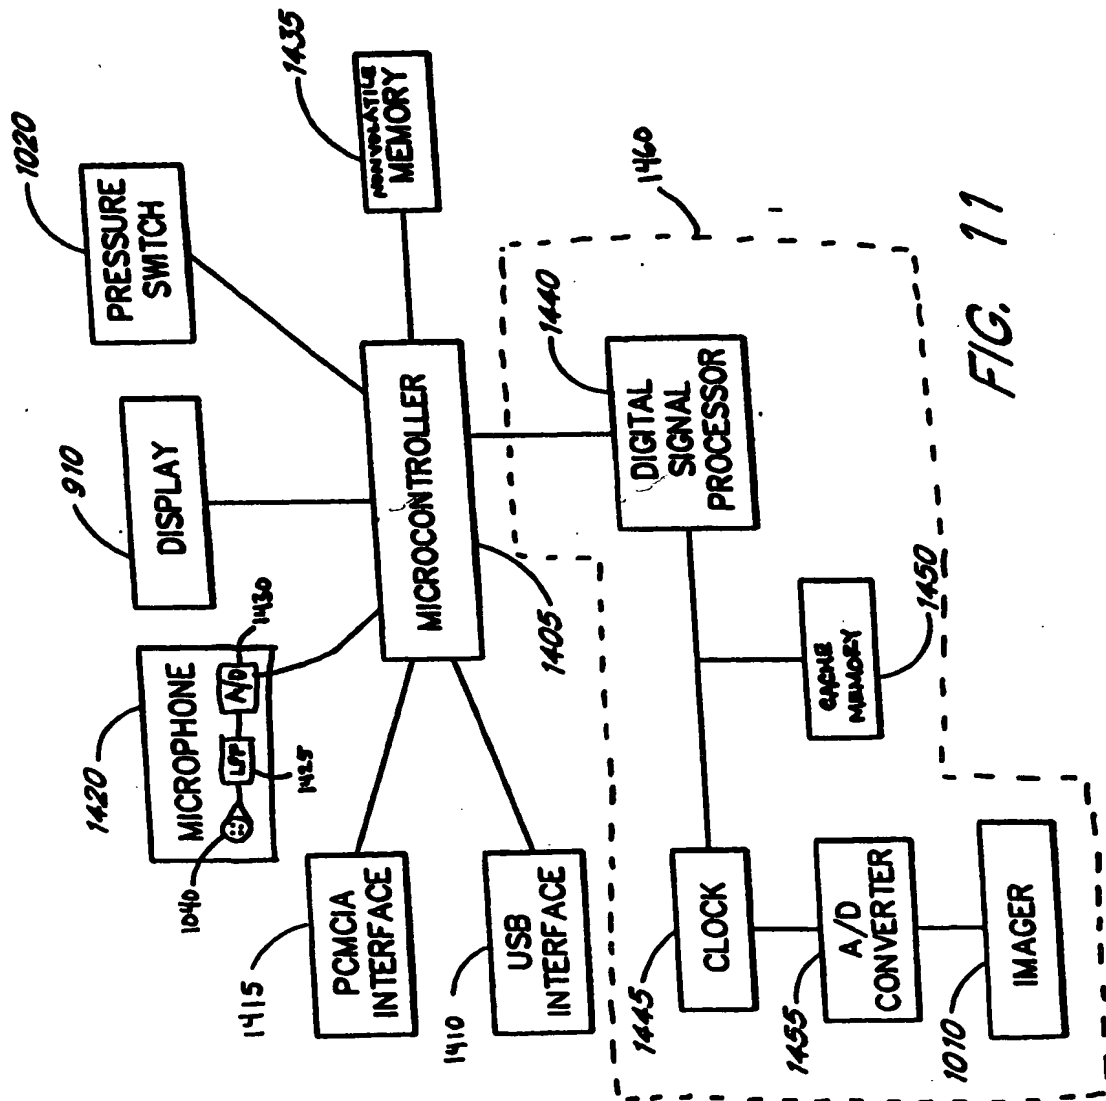 1420
MICROPHONE
1040
LPF
1425
A/D
1430
910
DISPLAY
1020
PRESSURE
SWITCH
1435
NONVOLATILE
MEMORY
1415
PCMCIA
INTERFACE
1410
USB
INTERFACE
MICROCONTROLLER
1405
1460
1440
DIGITAL
SIGNAL
PROCESSOR
1445
CLOCK
CACHE
MEMORY
1450
1455
A/D
CONVERTER
1010
IMAGER
FIG. 11